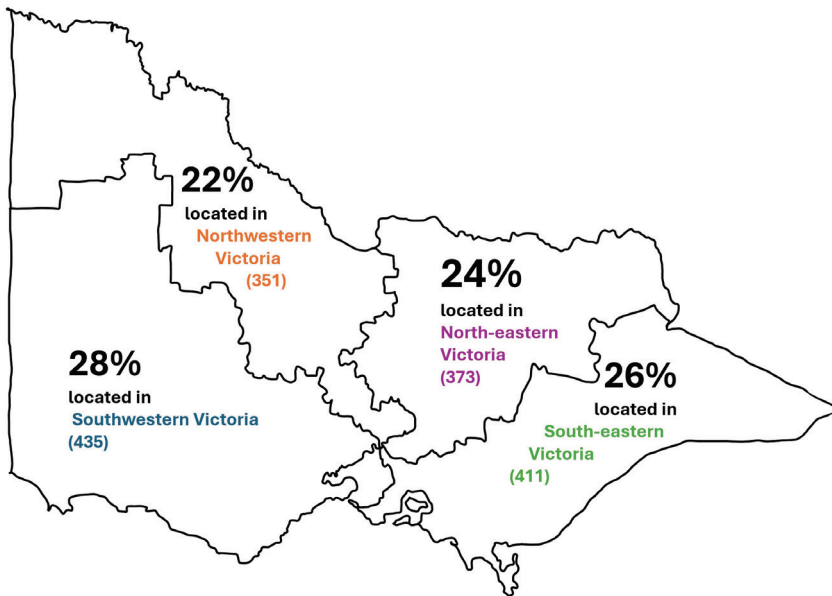 22%
located in
Northwestern
Victoria
(351)
24%
located in
North-eastern
Victoria
(373)
28%
located in
Southwestern Victoria
(435)
26%
located in
South-eastern
Victoria
(411)